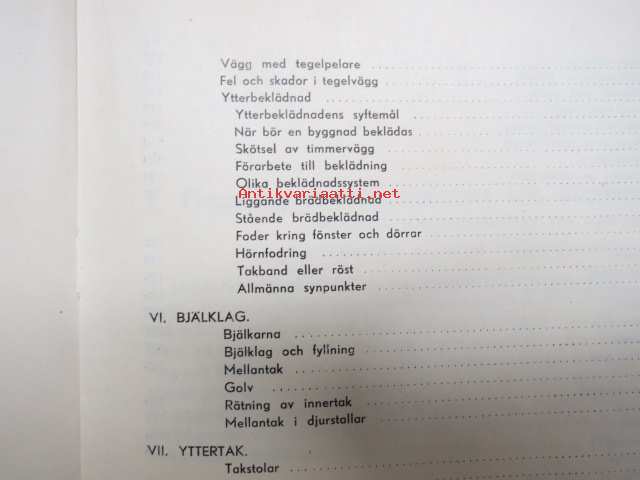 Vägg med tegelpelare
Fel och skador i tegelvägg
Ytterbeklädnad
Ytterbeklädnadens syftemål
När bör en byggnad beklädas
Skötsel av timmervägg
Förarbete till beklädning
Olika beklädnadssystem
Antikvariaatti.net
Liggande brädbeklädnad
Stående brädbeklädnad
Foder kring fönster och dörrar
Hörnfodring
Takband eller röst
Allmänna synpunkter
VI. BJÄLKLAG.
Bjälkarna
Bjälklag och fyllning
Mellantak
Golv
Rätning av innertak
Mellantak i djurstallar
VII. YTTERTAK.
Takstolar